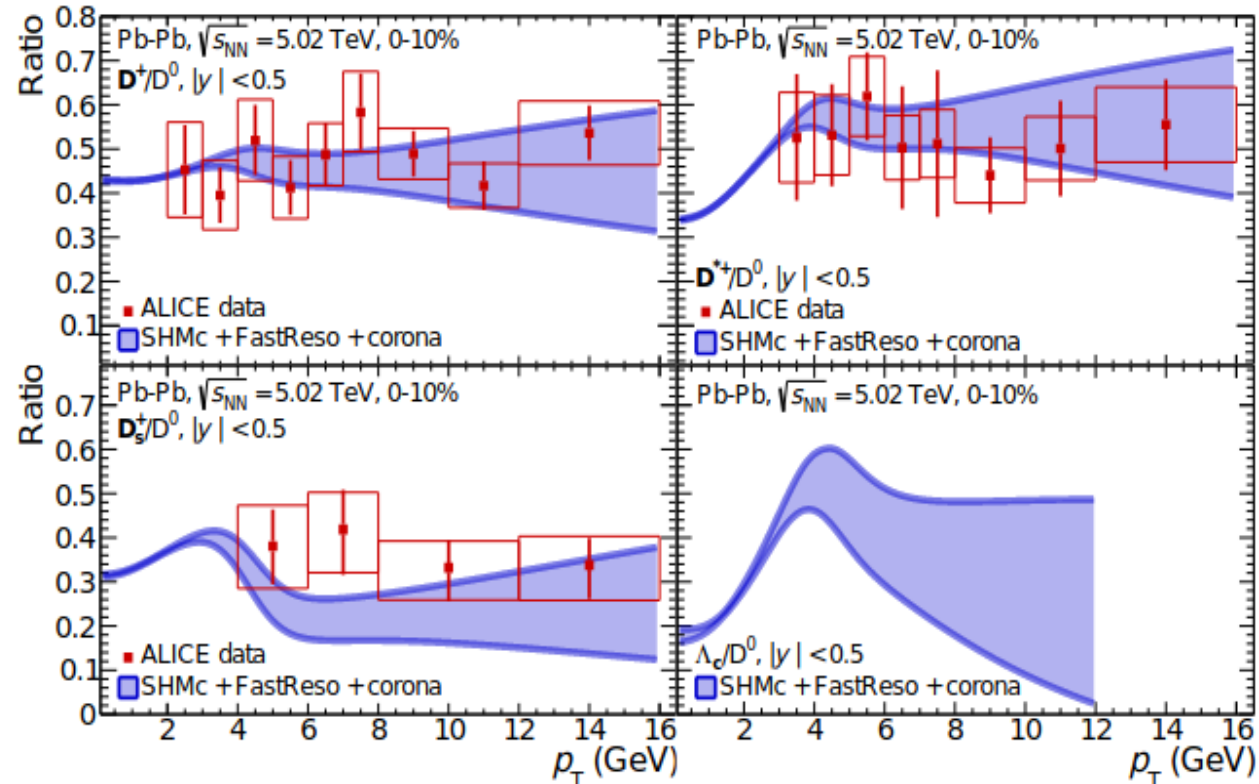 Ratio
0.8
0.7
0.6
0.5
0.4
0.3
0.2
0.1
Pb-Pb, √sNN = 5.02 TeV, 0-10%
D⁺/D⁰, |y| < 0.5
ALICE data
SHMc + FastReso + corona
Pb-Pb, √sNN = 5.02 TeV, 0-10%
D*⁺/D⁰, |y| < 0.5
ALICE data
SHMc + FastReso + corona
Ratio
0.7
0.6
0.5
0.4
0.3
0.2
0.1
0
Pb-Pb, √sNN = 5.02 TeV, 0-10%
Dₛ⁺/D⁰, |y| < 0.5
ALICE data
SHMc + FastReso + corona
2 4 6 8 10 12 14 16
pT (GeV)
Pb-Pb, √sNN = 5.02 TeV, 0-10%
Λc/D⁰, |y| < 0.5
SHMc + FastReso + corona
2 4 6 8 10 12 14 16
pT (GeV)